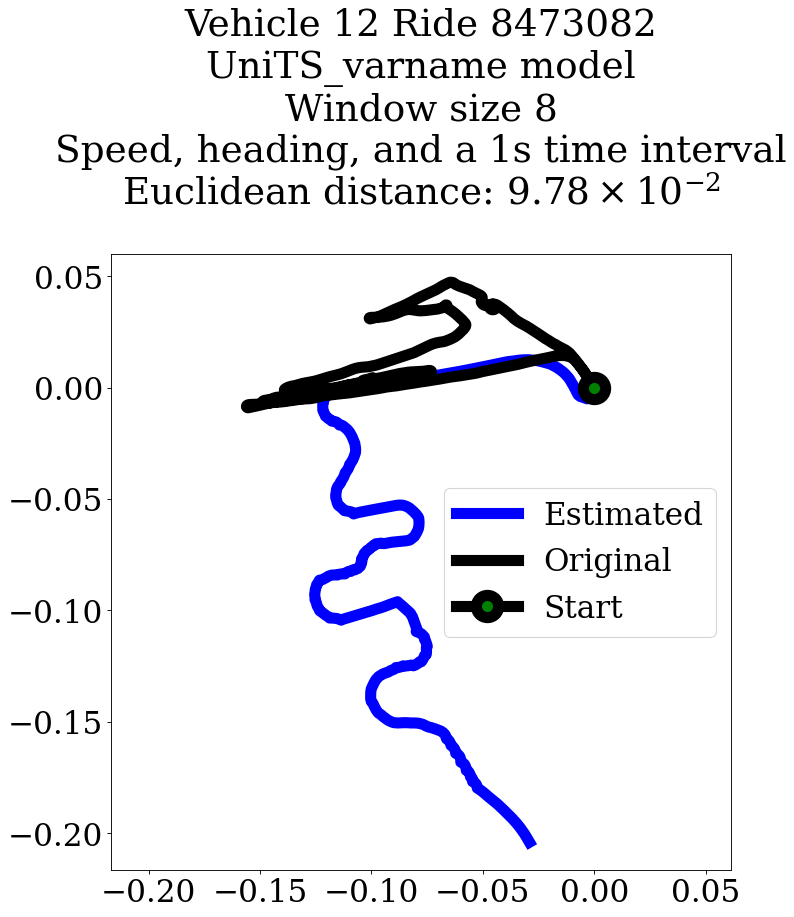 Vehicle 12 Ride 8473082
UniTS_varname model
Window size 8
Speed, heading, and a 1s time interval
Euclidean distance: 9.78 × 10⁻²
0.05
0.00
−0.05
−0.10
−0.15
−0.20
Estimated
Original
Start
−0.20 −0.15 −0.10 −0.05 0.00 0.05